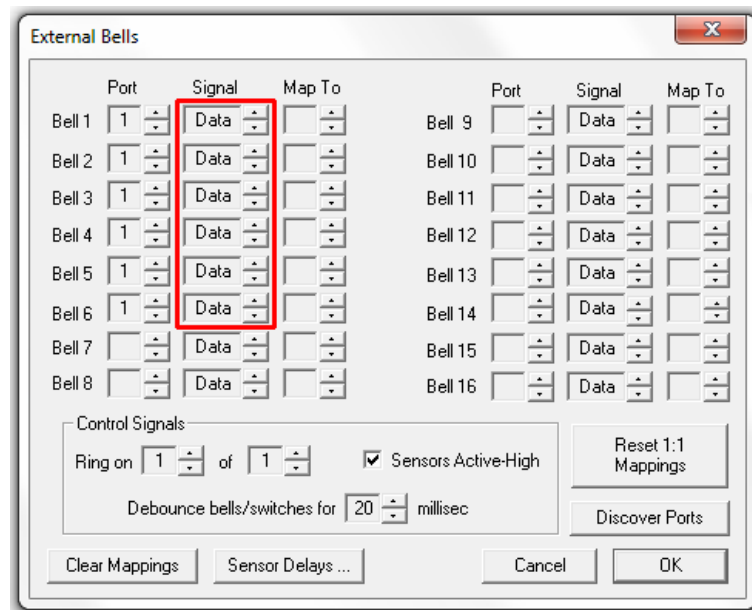 External Bells
Port Signal Map To Port Signal Map To
Bell 1 1 Data Bell 9 Data
Bell 2 1 Data Bell 10 Data
Bell 3 1 Data Bell 11 Data
Bell 4 1 Data Bell 12 Data
Bell 5 1 Data Bell 13 Data
Bell 6 1 Data Bell 14 Data
Bell 7 Data Bell 15 Data
Bell 8 Data Bell 16 Data
Control Signals
Ring on 1 of 1 Sensors Active-High
Debounce bells/switches for 20 millisec
Reset 1:1
Mappings
Discover Ports
Clear Mappings Sensor Delays ... Cancel OK